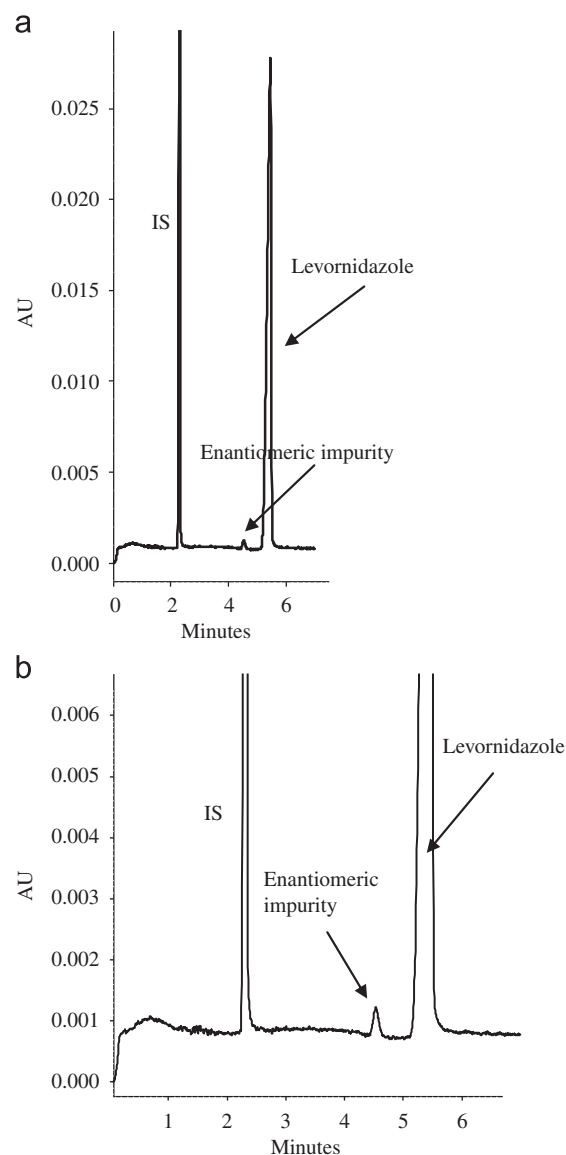 a
0.025
0.020
IS
Levornidazole
0.015
AU
0.010
Enantiomeric impurity
0.005
0.000
0 2 4 6
Minutes
b
0.006
Levornidazole
0.005
0.004
IS
Enantiomeric
impurity
0.003
AU
0.002
0.001
0.000
1 2 3 4 5 6
Minutes